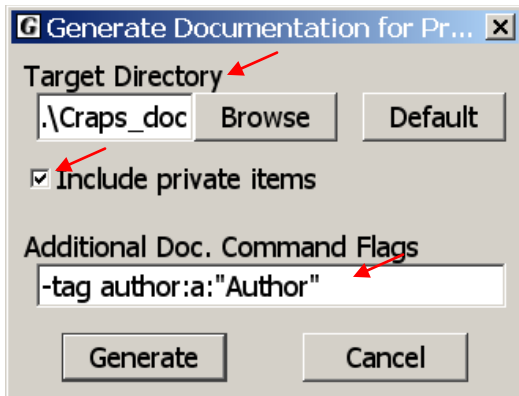 G Generate Documentation for Pr...
Target Directory
.\Craps_doc Browse Default
Include private items
Additional Doc. Command Flags
-tag author:a:"Author"
Generate Cancel